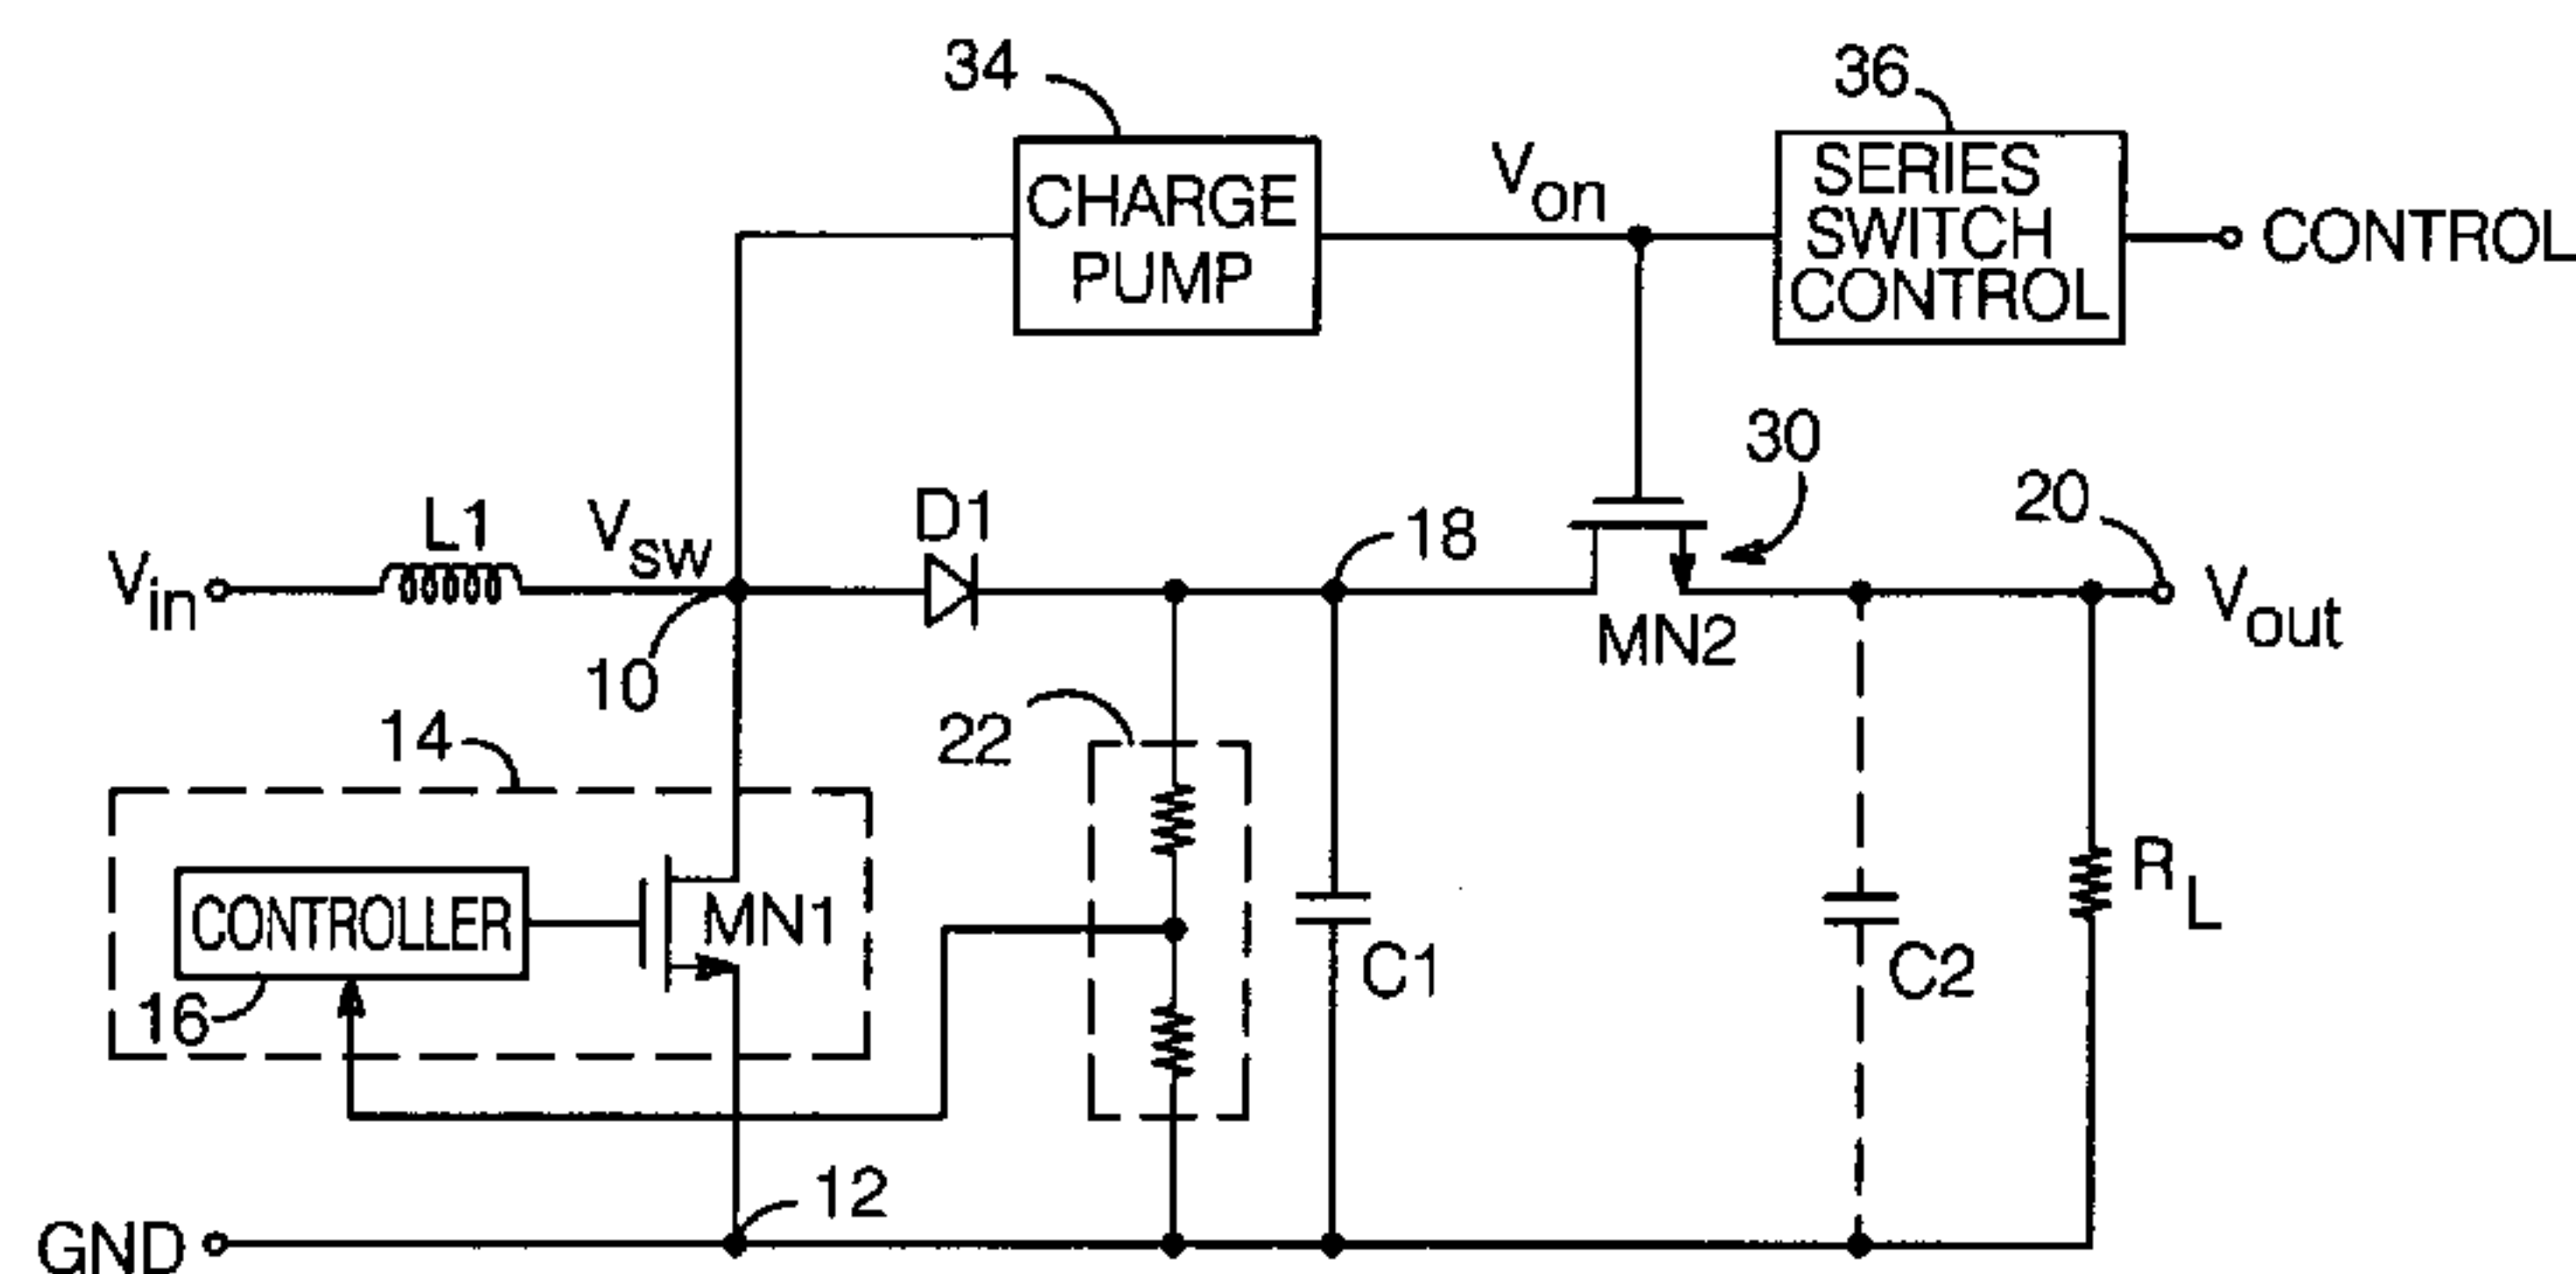 34
36
CHARGE
PUMP
Von
SERIES
SWITCH
CONTROL
CONTROL
30
20
L1
Vsw
D1
18
Vin
Vout
MN2
10
14
22
CONTROLLER
MN1
RL
C1
C2
16
12
GND